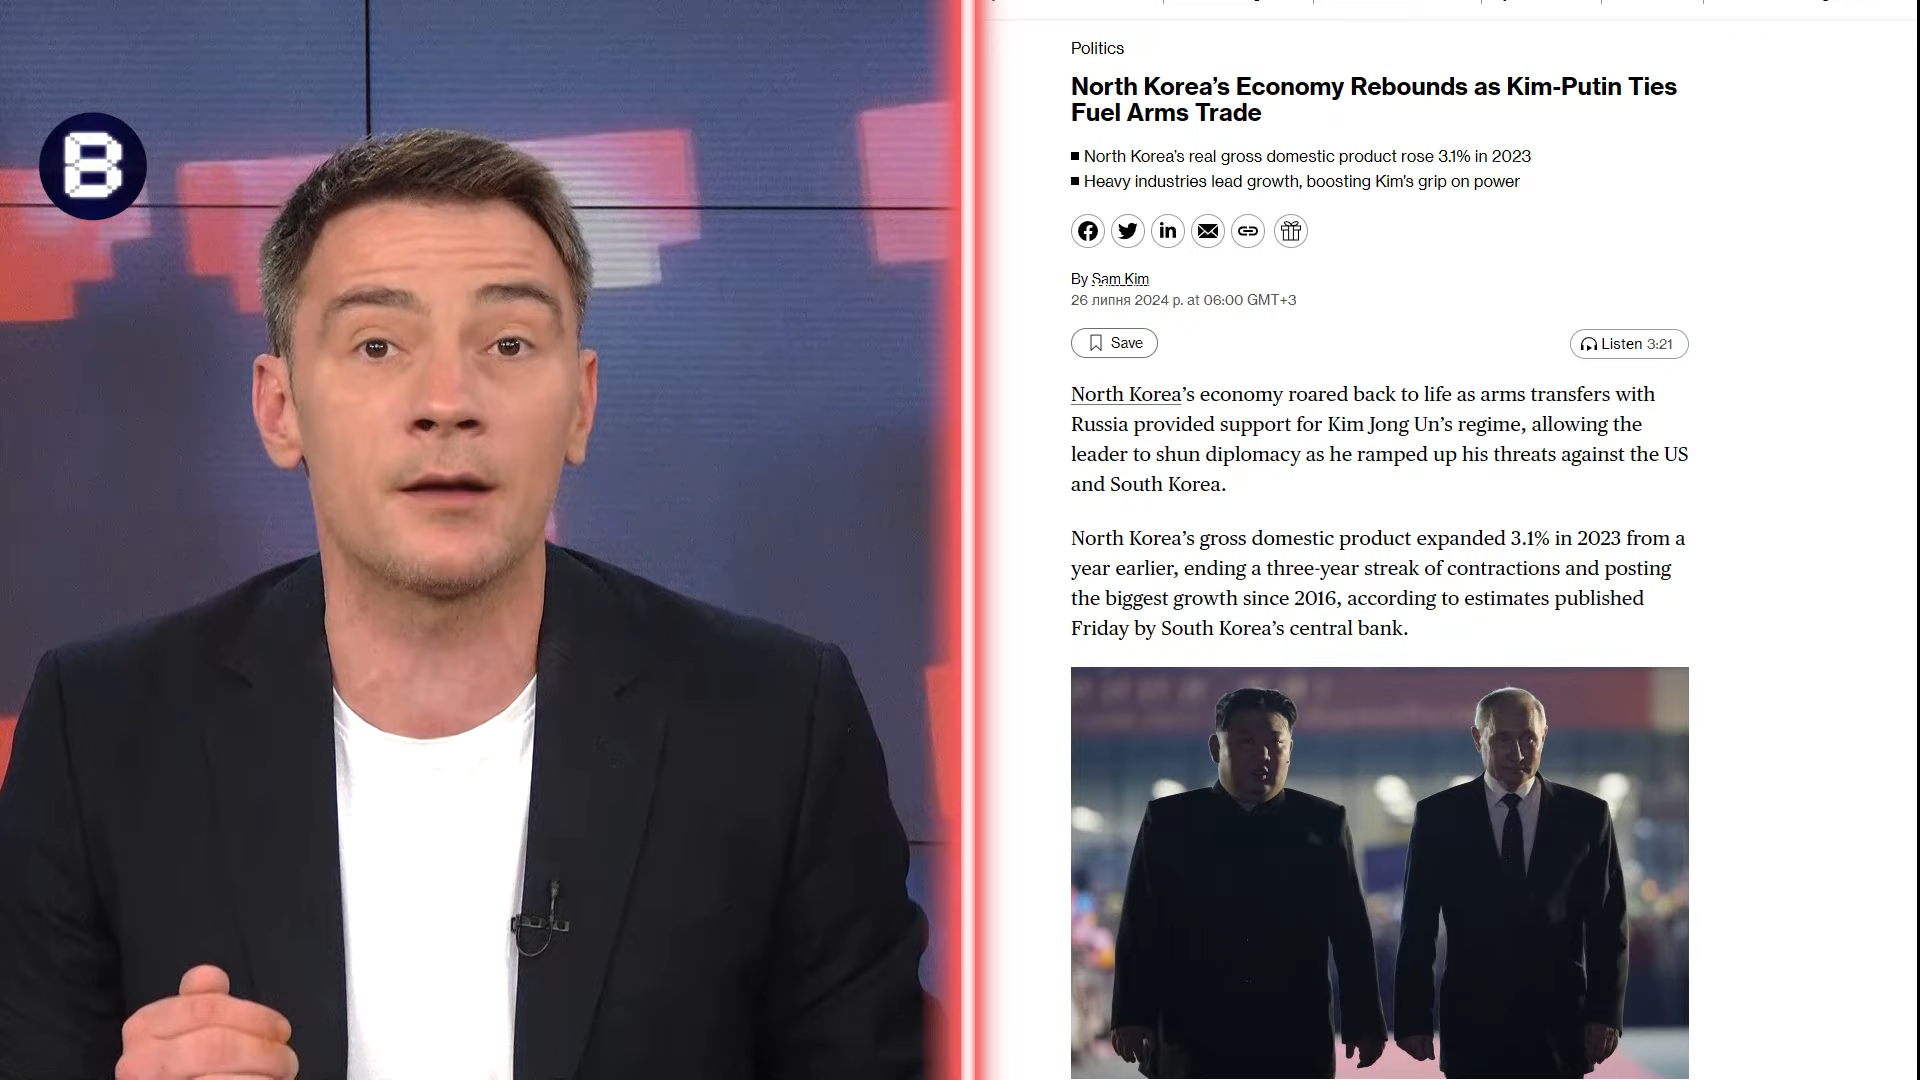 B
Politics
North Korea’s Economy Rebounds as Kim-Putin Ties
Fuel Arms Trade
North Korea’s real gross domestic product rose 3.1% in 2023
Heavy industries lead growth, boosting Kim’s grip on power
By Sam Kim
26 липня 2024 р. at 06:00 GMT+3
Save
Listen 3:21
North Korea’s economy roared back to life as arms transfers with
Russia provided support for Kim Jong Un’s regime, allowing the
leader to shun diplomacy as he ramped up his threats against the US
and South Korea.
North Korea’s gross domestic product expanded 3.1% in 2023 from a
year earlier, ending a three-year streak of contractions and posting
the biggest growth since 2016, according to estimates published
Friday by South Korea’s central bank.